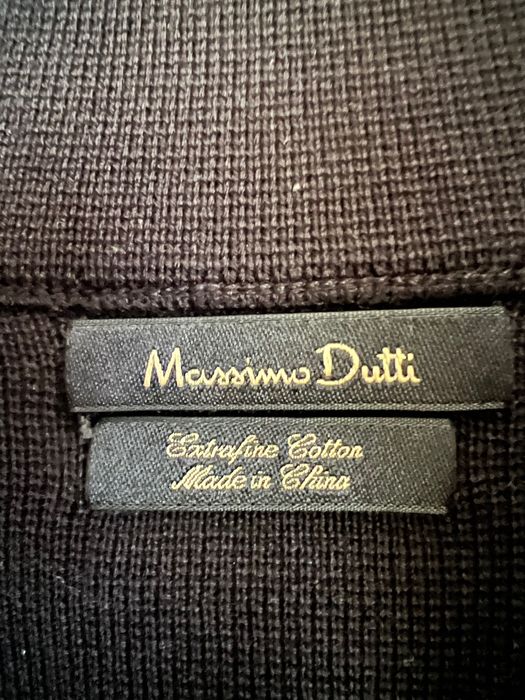 Massimo Dutti
Extrafine Cotton
Made in China